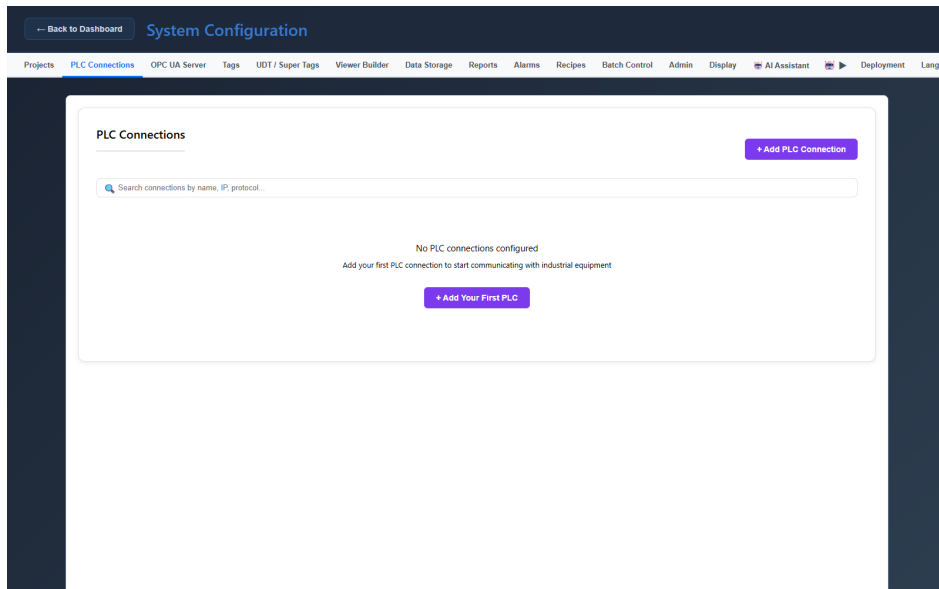 ← Back to Dashboard System Configuration
Projects PLC Connections OPC UA Server Tags UDT / Super Tags Viewer Builder Data Storage Reports Alarms Recipes Batch Control Admin Display AI Assistant Deployment Lang
PLC Connections
+ Add PLC Connection
Search connections by name, IP, protocol...
No PLC connections configured
Add your first PLC connection to start communicating with industrial equipment
+ Add Your First PLC